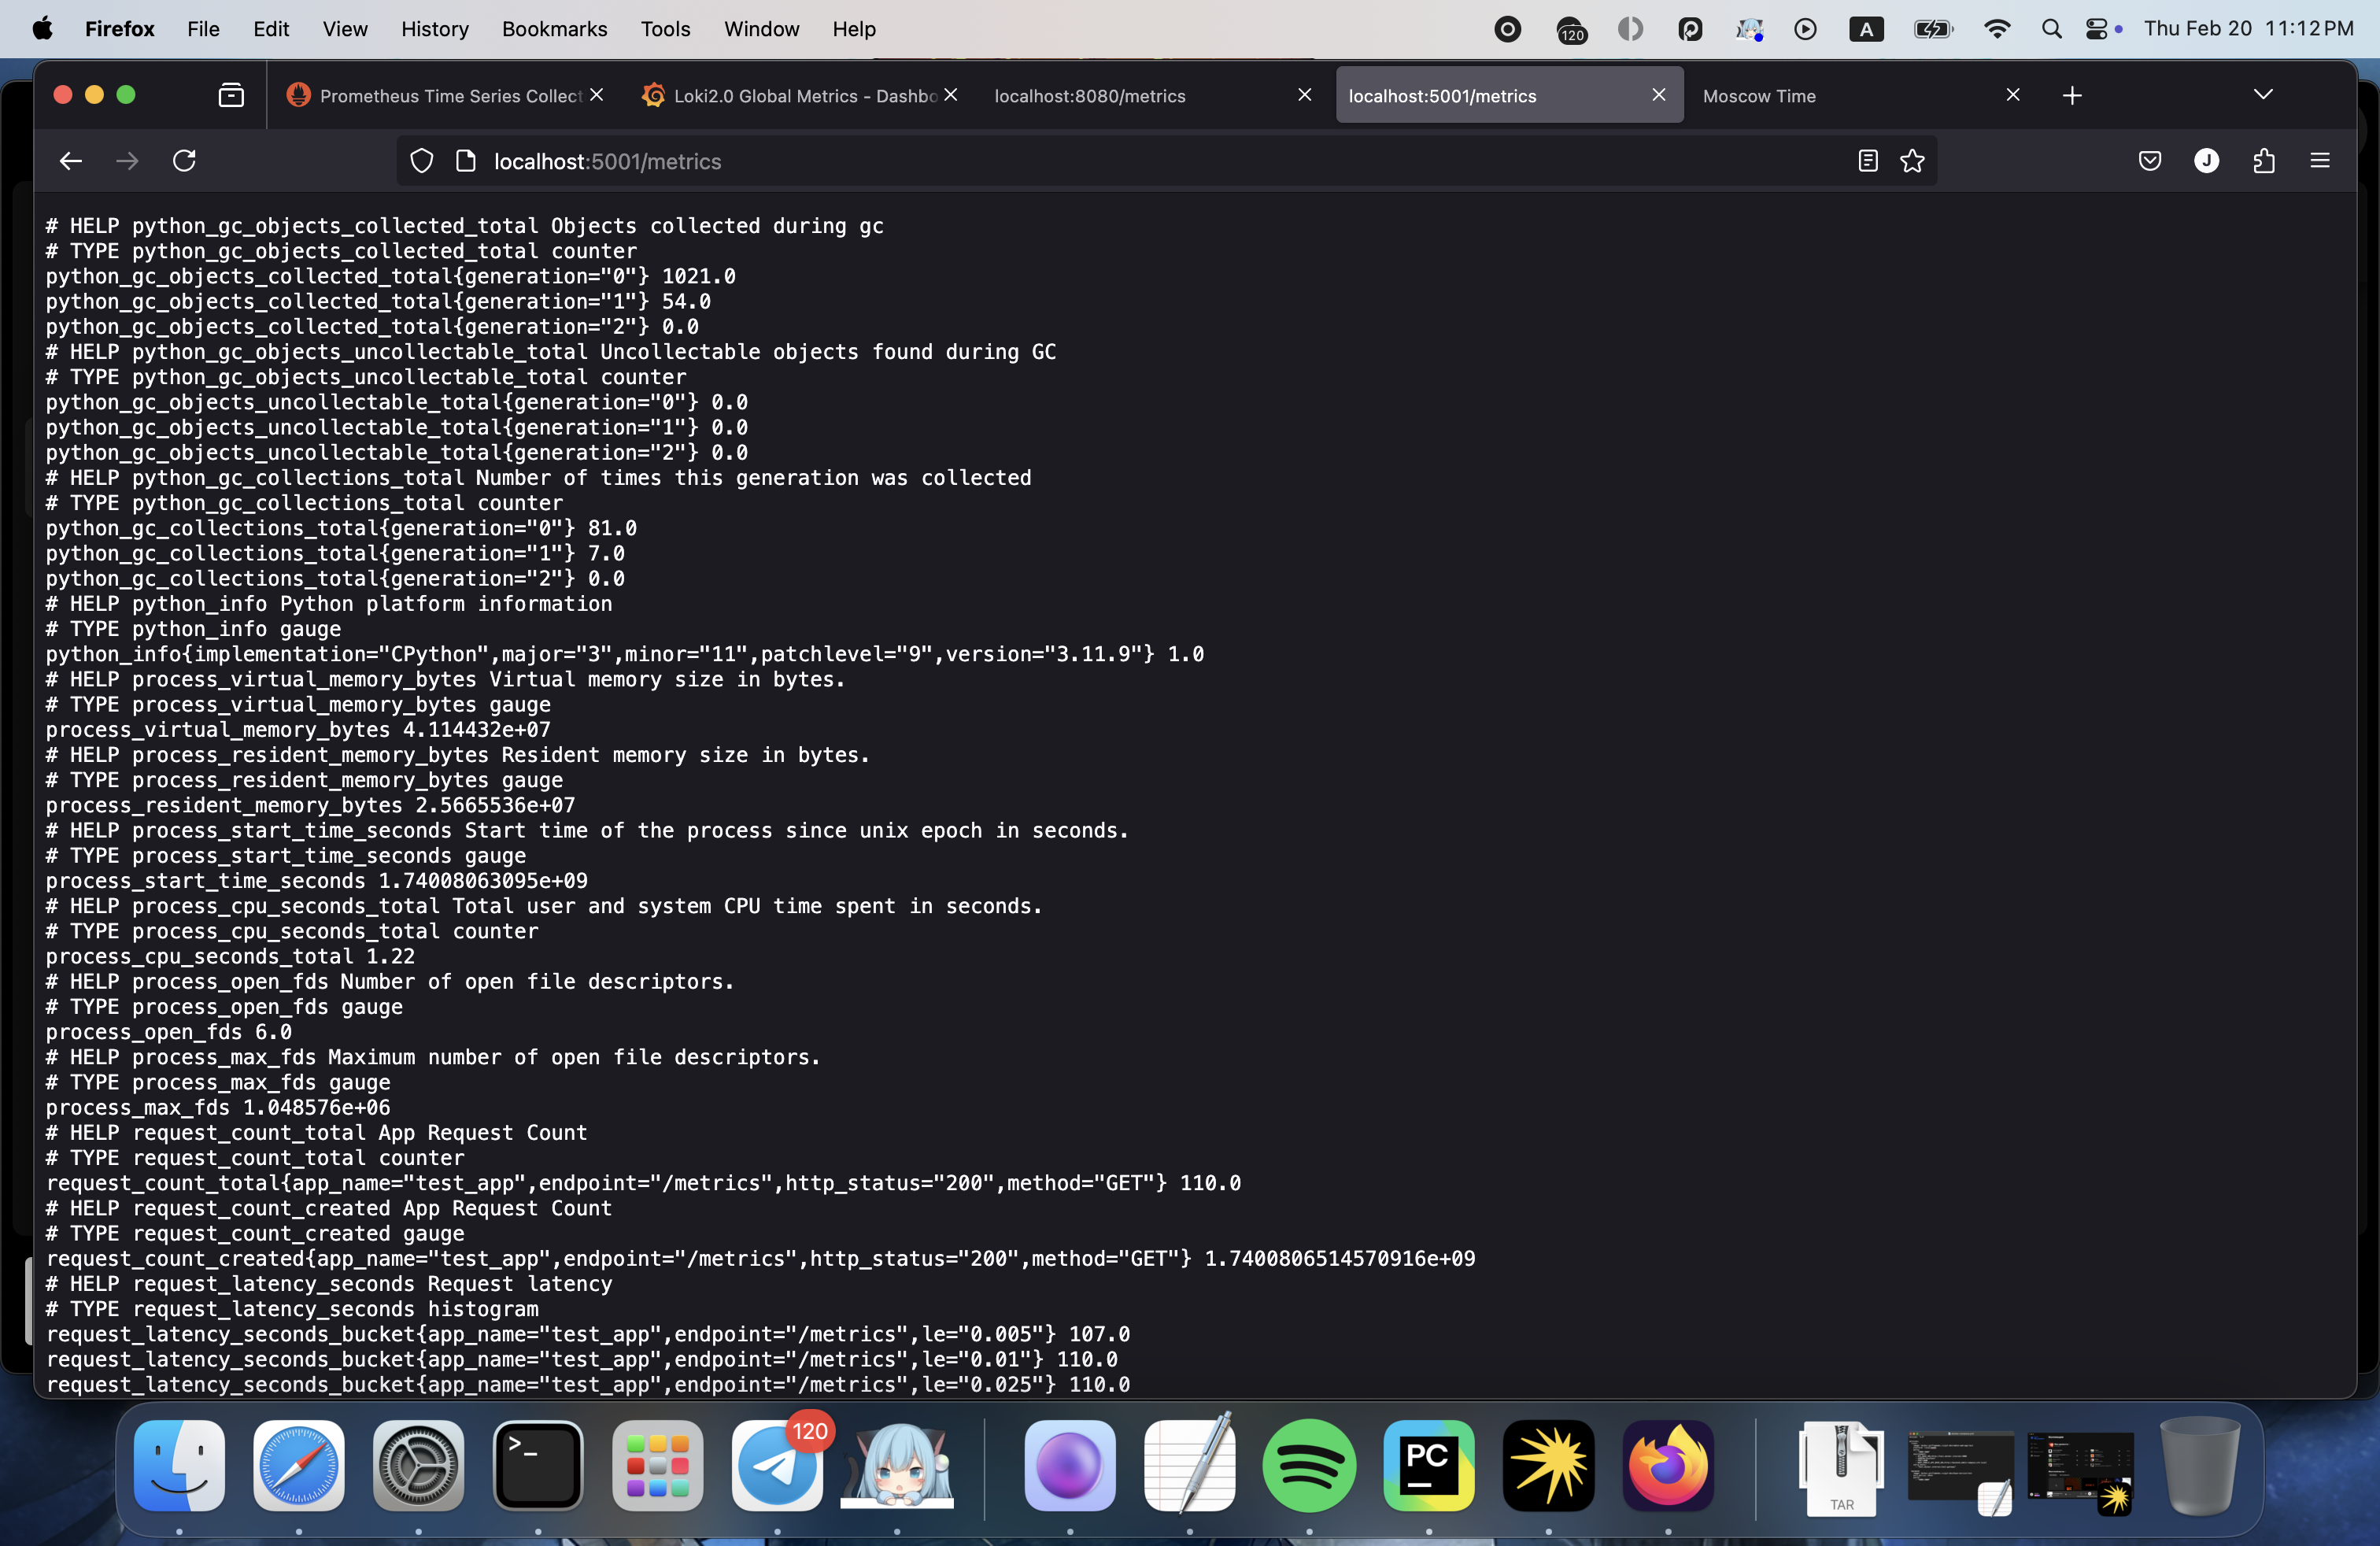 Firefox File Edit View History Bookmarks Tools Window Help 120 A Thu Feb 20 11:12 PM
Prometheus Time Series Collect Loki2.0 Global Metrics - Dashbo localhost:8080/metrics localhost:5001/metrics Moscow Time
localhost:5001/metrics J
# HELP python_gc_objects_collected_total Objects collected during gc
# TYPE python_gc_objects_collected_total counter
python_gc_objects_collected_total{generation="0"} 1021.0
python_gc_objects_collected_total{generation="1"} 54.0
python_gc_objects_collected_total{generation="2"} 0.0
# HELP python_gc_objects_uncollectable_total Uncollectable objects found during GC
# TYPE python_gc_objects_uncollectable_total counter
python_gc_objects_uncollectable_total{generation="0"} 0.0
python_gc_objects_uncollectable_total{generation="1"} 0.0
python_gc_objects_uncollectable_total{generation="2"} 0.0
# HELP python_gc_collections_total Number of times this generation was collected
# TYPE python_gc_collections_total counter
python_gc_collections_total{generation="0"} 81.0
python_gc_collections_total{generation="1"} 7.0
python_gc_collections_total{generation="2"} 0.0
# HELP python_info Python platform information
# TYPE python_info gauge
python_info{implementation="CPython",major="3",minor="11",patchlevel="9",version="3.11.9"} 1.0
# HELP process_virtual_memory_bytes Virtual memory size in bytes.
# TYPE process_virtual_memory_bytes gauge
process_virtual_memory_bytes 4.114432e+07
# HELP process_resident_memory_bytes Resident memory size in bytes.
# TYPE process_resident_memory_bytes gauge
process_resident_memory_bytes 2.5665536e+07
# HELP process_start_time_seconds Start time of the process since unix epoch in seconds.
# TYPE process_start_time_seconds gauge
process_start_time_seconds 1.74008063095e+09
# HELP process_cpu_seconds_total Total user and system CPU time spent in seconds.
# TYPE process_cpu_seconds_total counter
process_cpu_seconds_total 1.22
# HELP process_open_fds Number of open file descriptors.
# TYPE process_open_fds gauge
process_open_fds 6.0
# HELP process_max_fds Maximum number of open file descriptors.
# TYPE process_max_fds gauge
process_max_fds 1.048576e+06
# HELP request_count_total App Request Count
# TYPE request_count_total counter
request_count_total{app_name="test_app",endpoint="/metrics",http_status="200",method="GET"} 110.0
# HELP request_count_created App Request Count
# TYPE request_count_created gauge
request_count_created{app_name="test_app",endpoint="/metrics",http_status="200",method="GET"} 1.7400806514570916e+09
# HELP request_latency_seconds Request latency
# TYPE request_latency_seconds histogram
request_latency_seconds_bucket{app_name="test_app",endpoint="/metrics",le="0.005"} 107.0
request_latency_seconds_bucket{app_name="test_app",endpoint="/metrics",le="0.01"} 110.0
request_latency_seconds_bucket{app_name="test_app",endpoint="/metrics",le="0.025"} 110.0
120
PC
TAR